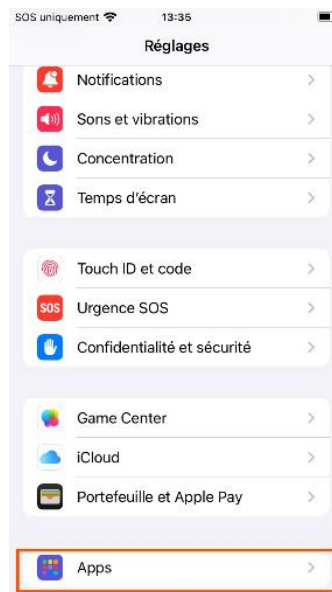 SOS uniquement 13:35
Réglages
Notifications
Sons et vibrations
Concentration
Temps d'écran
Touch ID et code
SOS Urgence SOS
Confidentialité et sécurité
Game Center
iCloud
Portefeuille et Apple Pay
Apps